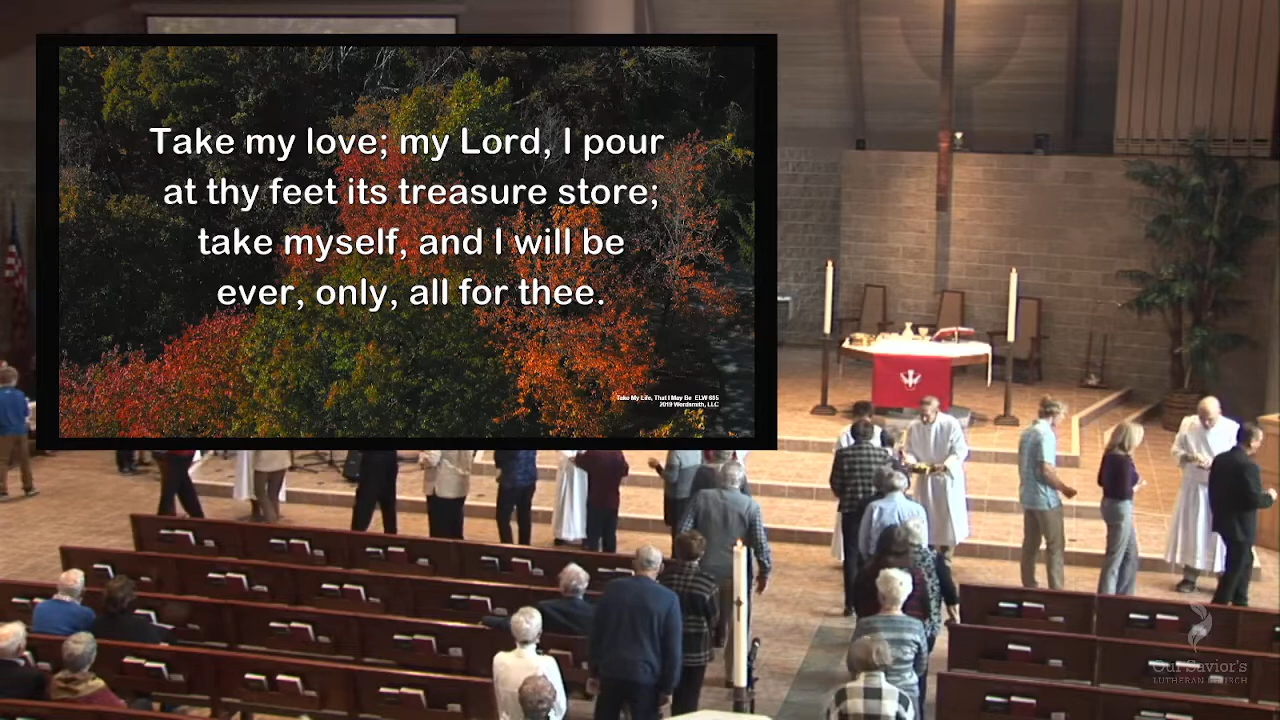 Take my love; my Lord, I pour
at thy feet its treasure store;
take myself, and I will be
ever, only, all for thee.
Take My Life, That I May Be ELW 685
2019 Wordsmith, LLC
Our Savior's
LUTHERAN CHURCH